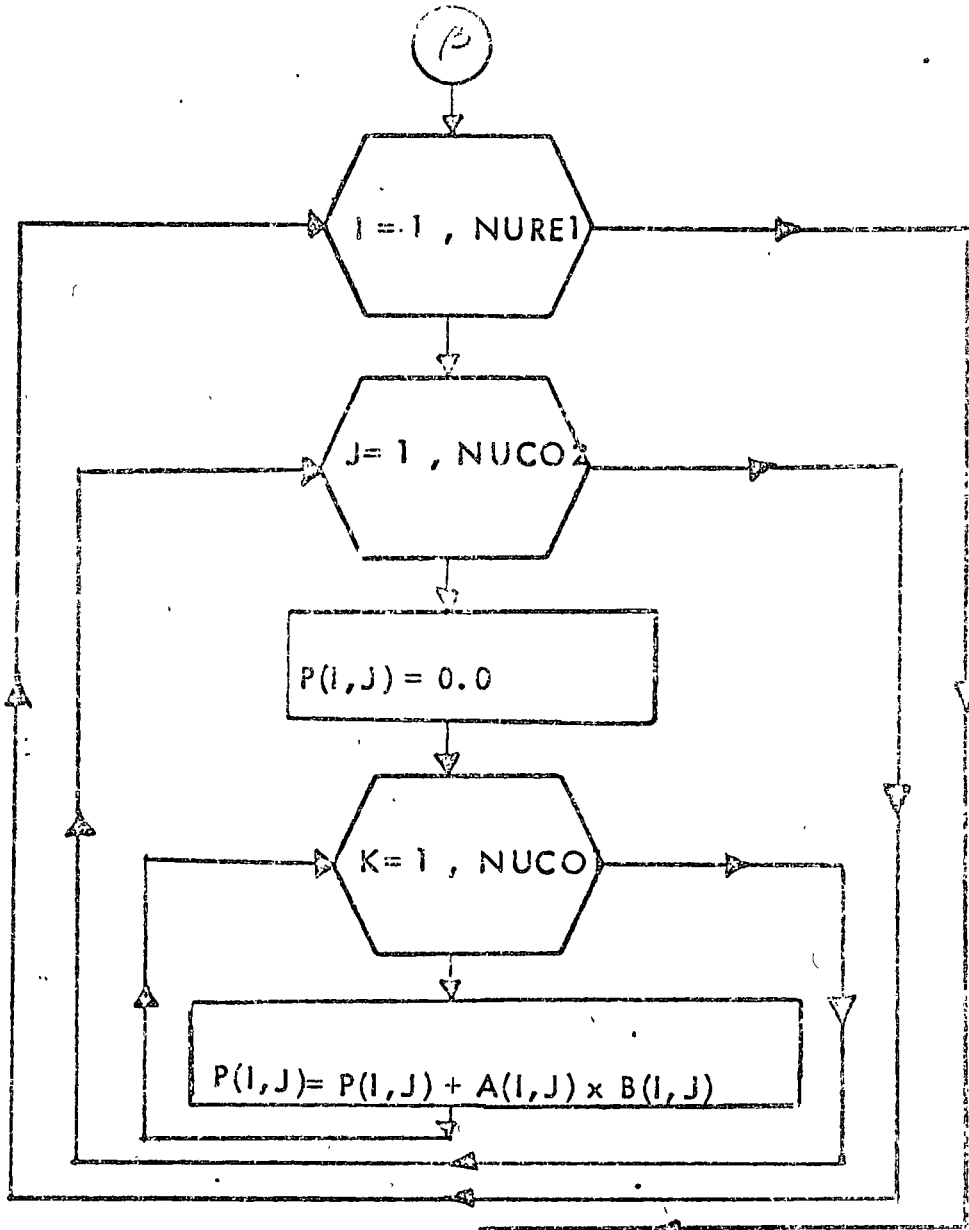 β
I = 1 , NURE1
J= 1 , NUCO2
P(I,J) = 0.0
K= 1 , NUCO
P(I,J)= P(I,J) + A(I,J) x B(I,J)